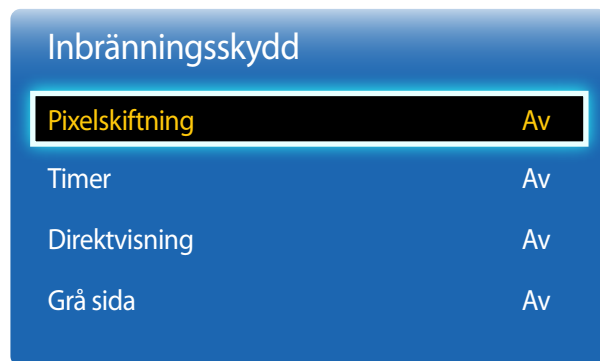 Inbränningsskydd
Pixelskiftning Av
Timer Av
Direktvisning Av
Grå sida Av